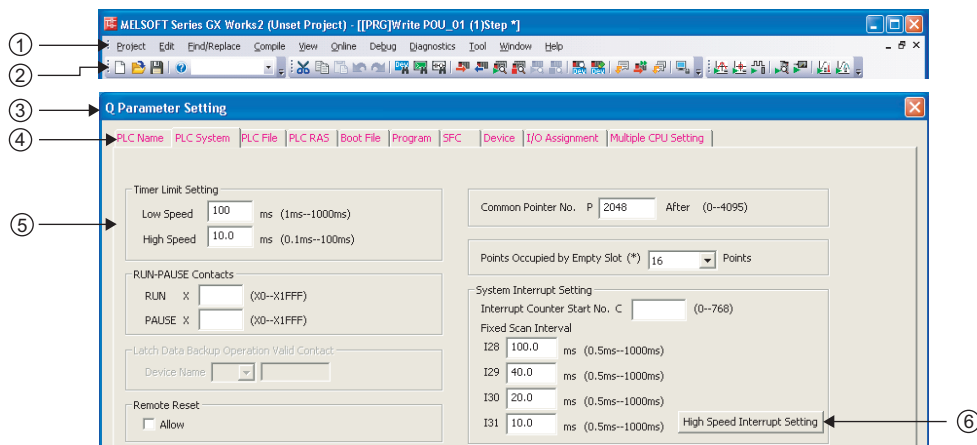 MELSOFT Series GX Works2 (Unset Project) - [[PRG]Write POU_01 (1)Step *]
① Project Edit Find/Replace Compile View Online Debug Diagnostics Tool Window Help
②
③ Q Parameter Setting
④ PLC Name PLC System PLC File PLC RAS Boot File Program SFC Device I/O Assignment Multiple CPU Setting
⑤
Timer Limit Setting
Low Speed 100 ms (1ms--1000ms)
High Speed 10.0 ms (0.1ms--100ms)
RUN-PAUSE Contacts
RUN X (X0--X1FFF)
PAUSE X (X0--X1FFF)
Latch Data Backup Operation Valid Contact
Device Name
Remote Reset
Allow
Common Pointer No. P 2048 After (0--4095)
Points Occupied by Empty Slot (*) 16 Points
System Interrupt Setting
Interrupt Counter Start No. C (0--768)
Fixed Scan Interval
I28 100.0 ms (0.5ms--1000ms)
I29 40.0 ms (0.5ms--1000ms)
I30 20.0 ms (0.5ms--1000ms)
I31 10.0 ms (0.5ms--1000ms) High Speed Interrupt Setting ⑥